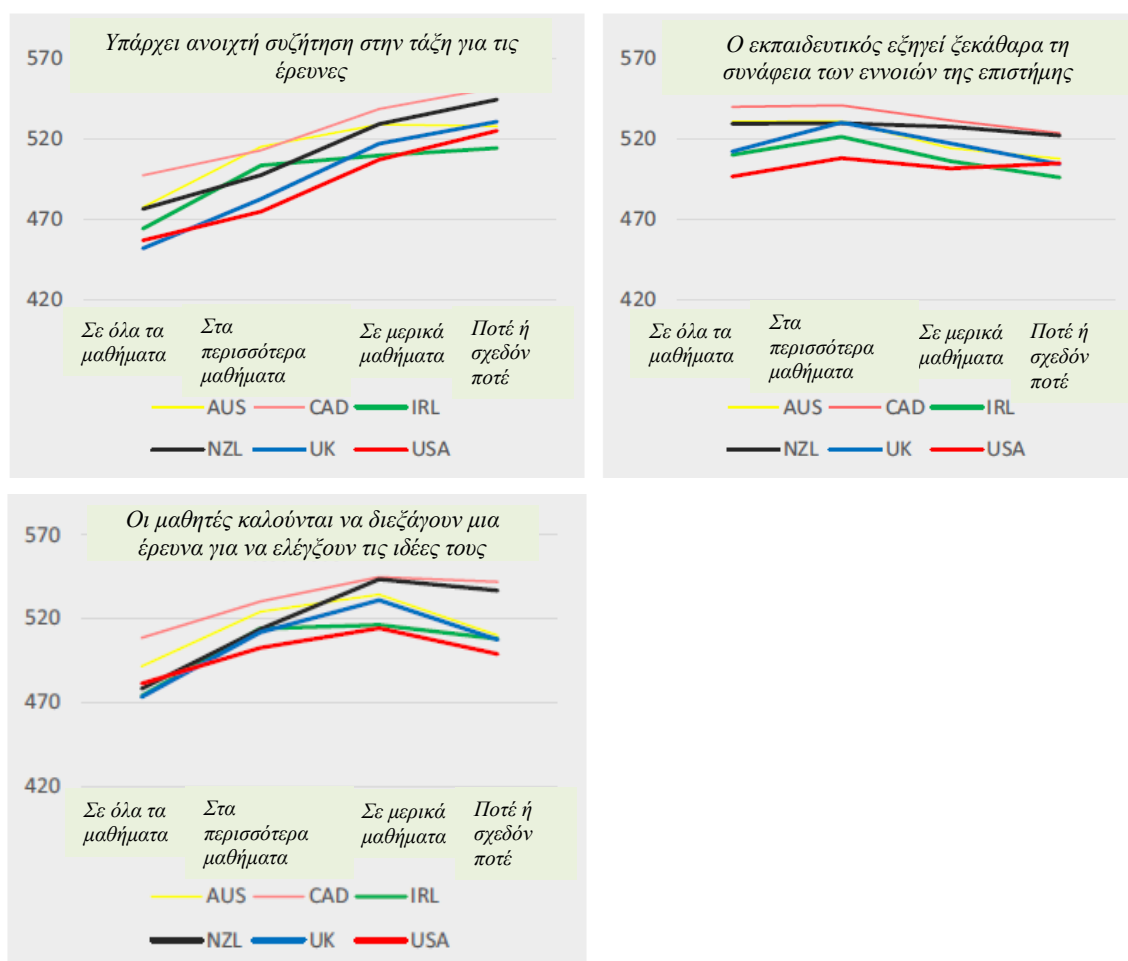 Υπάρχει ανοιχτή συζήτηση στην τάξη για τις
έρευνες
570
520
470
420
Σε όλα τα
μαθήματα
Στα
περισσότερα
μαθήματα
Σε μερικά
μαθήματα
Ποτέ ή
σχεδόν
ποτέ
AUS CAD IRL
NZL UK USA
Ο εκπαιδευτικός εξηγεί ξεκάθαρα τη
συνάφεια των εννοιών της επιστήμης
570
520
470
420
Σε όλα τα
μαθήματα
Στα
περισσότερα
μαθήματα
Σε μερικά
μαθήματα
Ποτέ ή
σχεδόν
ποτέ
AUS CAD IRL
NZL UK USA
Οι μαθητές καλούνται να διεξάγουν μια
έρευνα για να ελέγξουν τις ιδέες τους
570
520
470
420
Σε όλα τα
μαθήματα
Στα
περισσότερα
μαθήματα
Σε μερικά
μαθήματα
Ποτέ ή
σχεδόν
ποτέ
AUS CAD IRL
NZL UK USA